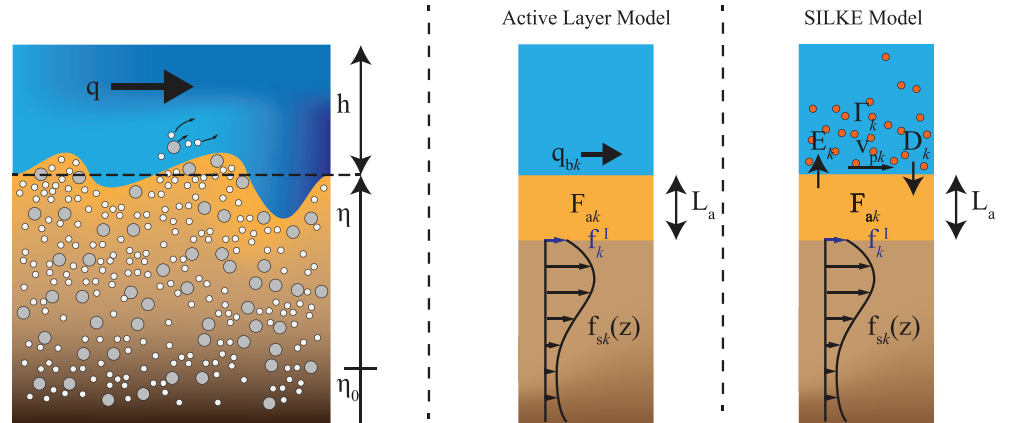 Active Layer Model
SILKE Model
q
h
η
η0
qbk
Fak
La
fkI
fsk(z)
Γk
Ek
vpk
Dk
Fak
La
fkI
fsk(z)